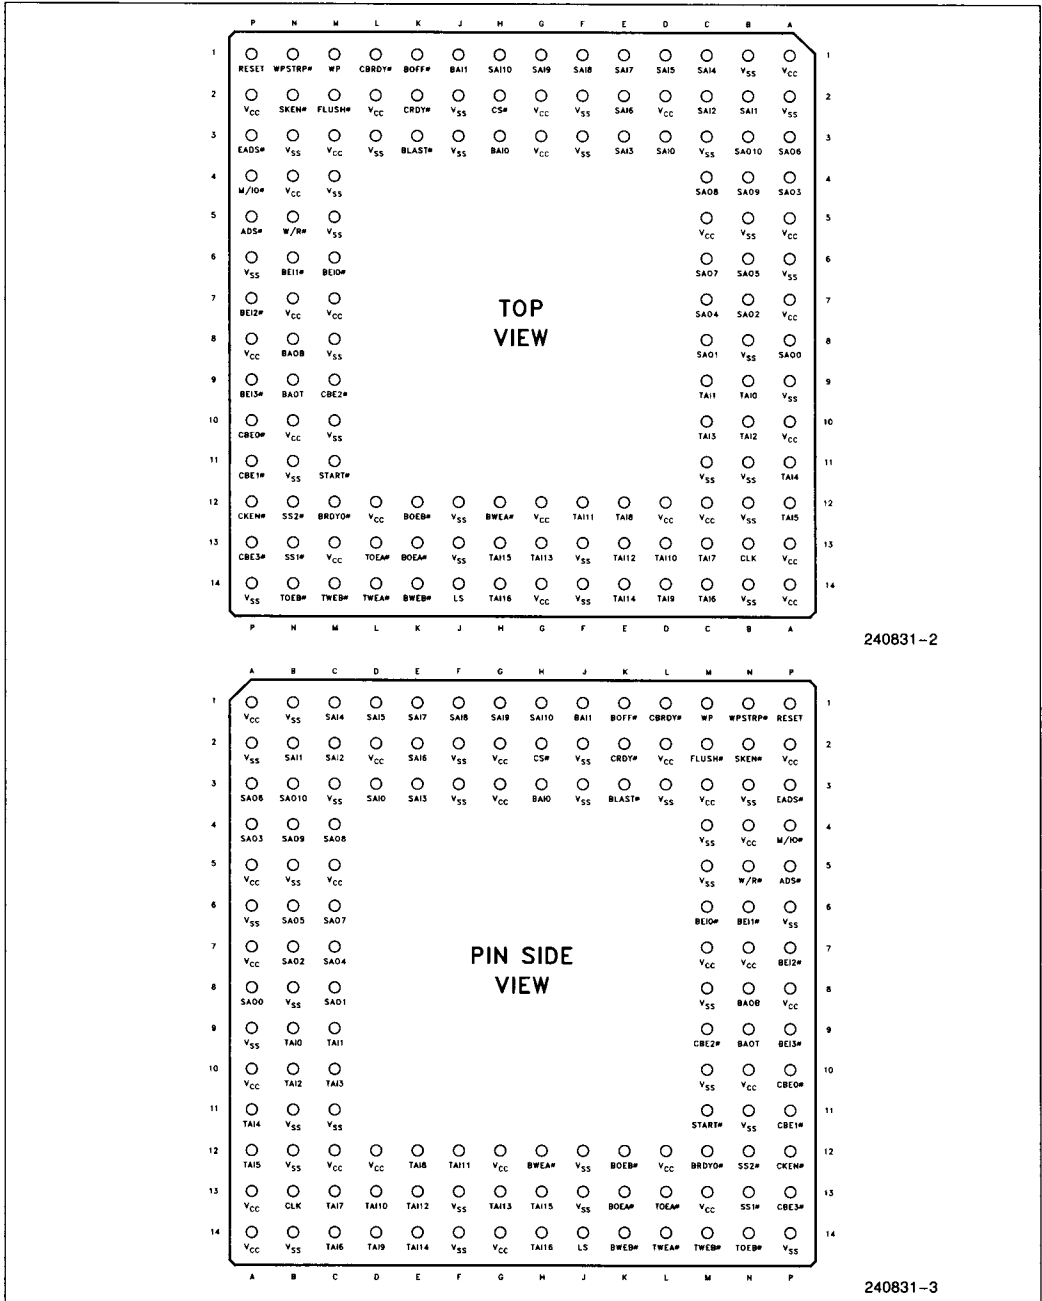 P N M L K J H G F E D C B A
1 1
RESET WPSTRP# WP CBRDY# BOFF# BAI1 SAI10 SAI9 SAI8 SAI7 SAI5 SAI4 VSS VCC
2 2
VCC SKEN# FLUSH# VCC CRDY# VSS CS# VCC VSS SAI6 VCC SAI2 SAI1 VSS
3 3
EADS# VSS VCC VSS BLAST# VSS BAI0 VCC VSS SAI3 SAI0 VSS SAO10 SAO6
4 4
M/IO# VCC VSS SAO8 SAO9 SAO3
5 5
ADS# W/R# VSS VCC VSS VCC
6 6
VSS BEI1# BEI0# SAO7 SAO5 VSS
7 7
BEI2# VCC VCC SAO4 SAO2 VCC
TOP
8 8
VIEW
VCC BAOB VSS SAO1 VSS SAO0
9 9
BEI3# BAOT CBE2# TAI1 TAI0 VSS
10 10
CBE0# VCC VSS TAI3 TAI2 VCC
11 11
CBE1# VSS START# VSS VSS TAI4
12 12
CKEN# SS2# BRDYO# VCC BOEB# VSS BWEA# VCC TAI11 TAI8 VCC VCC VSS TAI5
13 13
CBE3# SS1# VCC TOEA# BOEA# VSS TAI15 TAI13 VSS TAI12 TAI10 TAI7 CLK VCC
14 14
VSS TOEB# TWEB# TWEA# BWEB# LS TAI16 VCC VSS TAI14 TAI9 TAI6 VSS VCC
P N M L K J H G F E D C B A
240831-2
A B C D E F G H J K L M N P
1 1
VCC VSS SAI4 SAI5 SAI7 SAI8 SAI9 SAI10 BAI1 BOFF# CBRDY# WP WPSTRP# RESET
2 2
VSS SAI1 SAI2 VCC SAI6 VSS VCC CS# VSS CRDY# VCC FLUSH# SKEN# VCC
3 3
SAO6 SAO10 VSS SAI0 SAI3 VSS VCC BAI0 VSS BLAST# VSS VCC VSS EADS#
4 4
SAO3 SAO9 SAO8 VSS VCC M/IO#
5 5
VCC VSS VCC VSS W/R# ADS#
6 6
VSS SAO5 SAO7 BEI0# BEI1# VSS
7 7
PIN SIDE
VCC SAO2 SAO4 VCC VCC BEI2#
8 8
VIEW
SAO0 VSS SAO1 VSS BAOB VCC
9 9
VSS TAI0 TAI1 CBE2# BAOT BEI3#
10 10
VCC TAI2 TAI3 VSS VCC CBE0#
11 11
TAI4 VSS VSS START# VSS CBE1#
12 12
TAI5 VSS VCC VCC TAI8 TAI11 VCC BWEA# VSS BOEB# VCC BRDYO# SS2# CKEN#
13 13
VCC CLK TAI7 TAI10 TAI12 VSS TAI13 TAI15 VSS BOEA# TOEA# VCC SS1# CBE3#
14 14
VCC VSS TAI6 TAI9 TAI14 VSS VCC TAI16 LS BWEB# TWEA# TWEB# TOEB# VSS
A B C D E F G H J K L M N P
240831-3